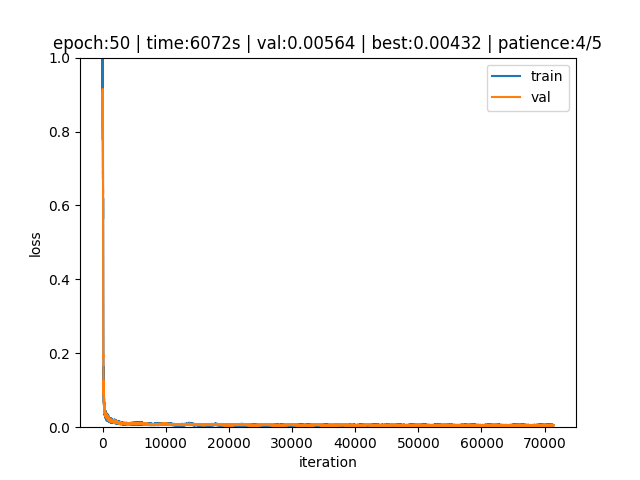 epoch:50 | time:6072s | val:0.00564 | best:0.00432 | patience:4/5
1.0
train
val
0.8
0.6
loss
0.4
0.2
0.0
0 10000 20000 30000 40000 50000 60000 70000
iteration